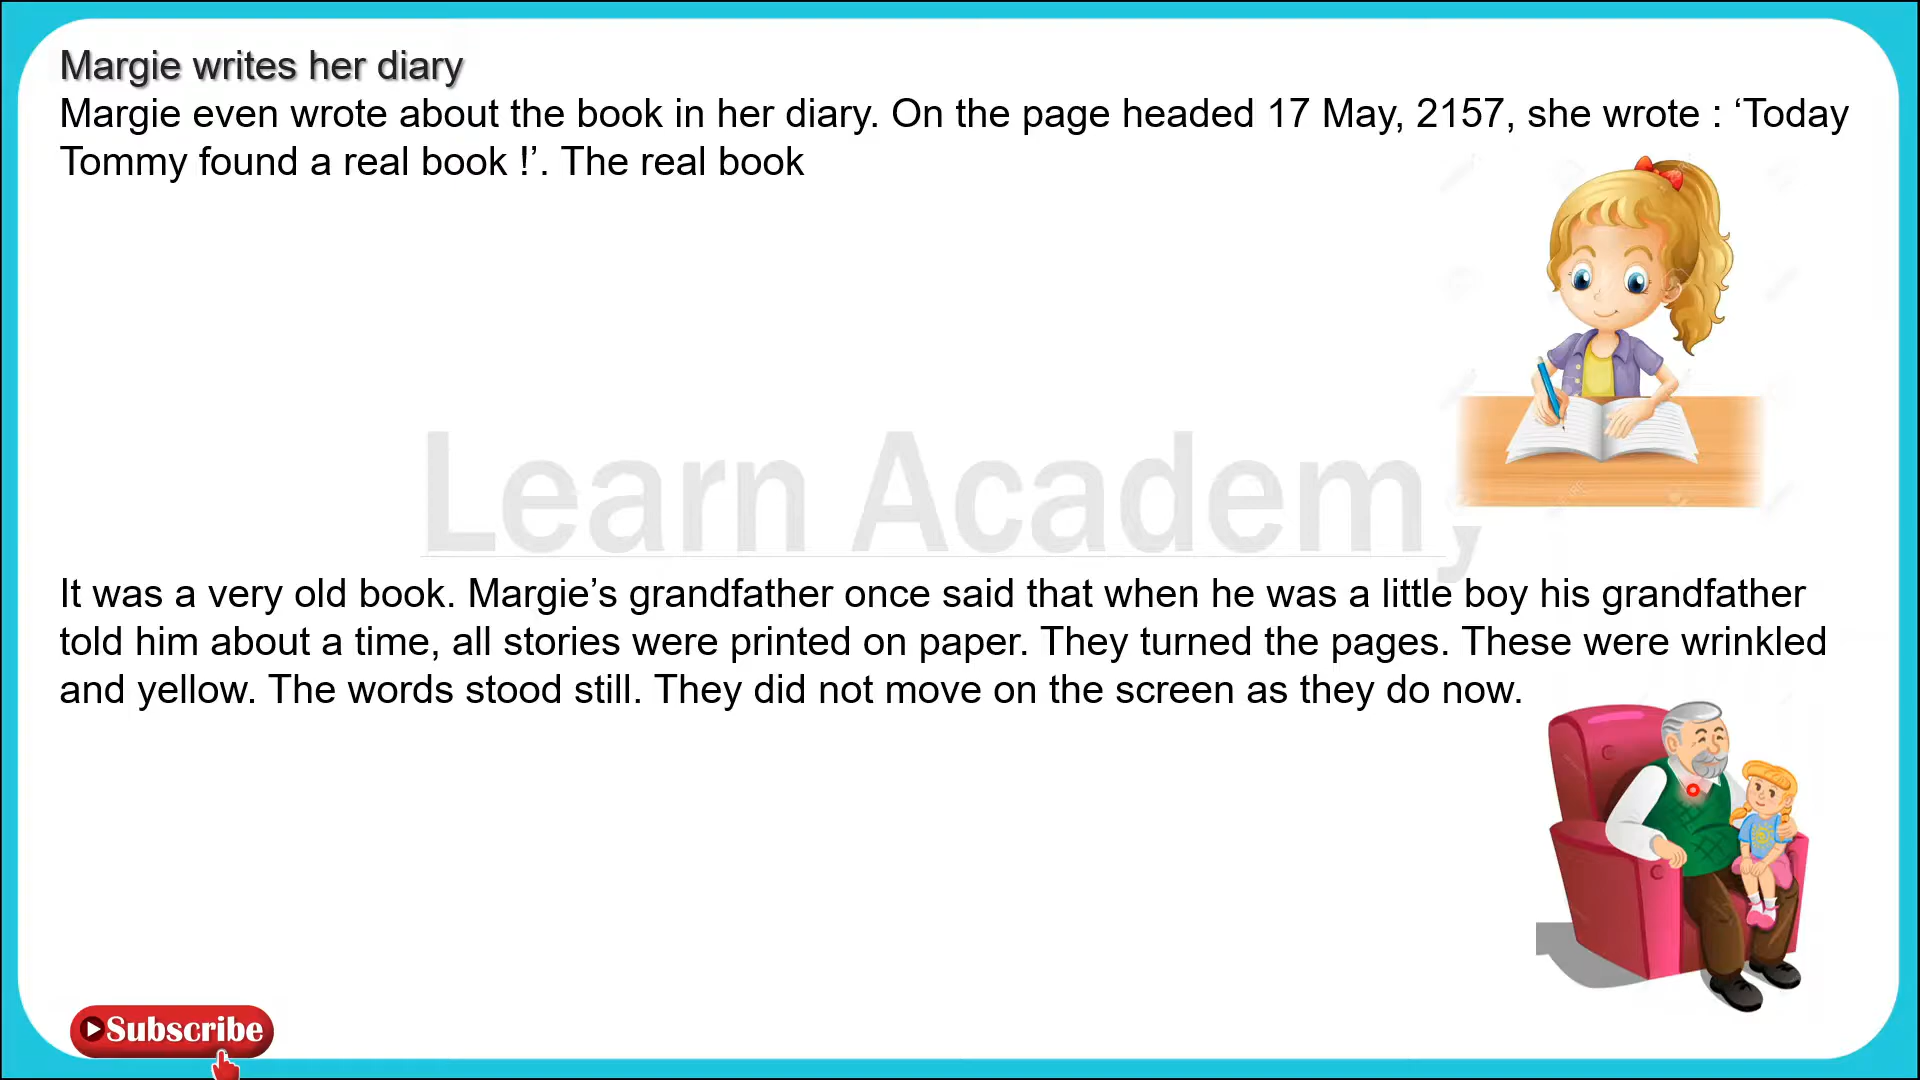 Margie writes her diary
Margie even wrote about the book in her diary. On the page headed 17 May, 2157, she wrote : ‘Today
Tommy found a real book !’. The real book
Learn Academy
It was a very old book. Margie’s grandfather once said that when he was a little boy his grandfather
told him about a time, all stories were printed on paper. They turned the pages. These were wrinkled
and yellow. The words stood still. They did not move on the screen as they do now.
Subscribe